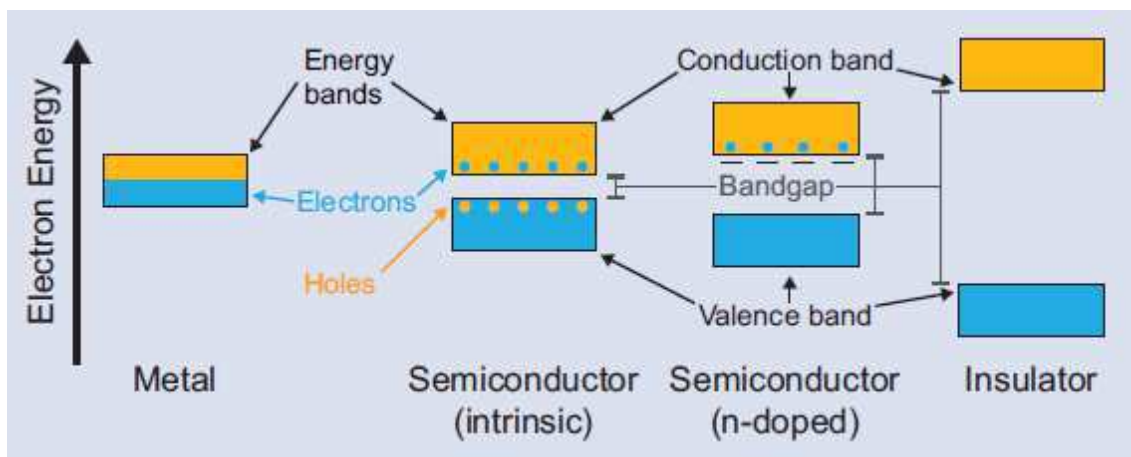 Electron Energy
Energy
bands
Conduction band
Electrons
Bandgap
Holes
Valence band
Metal
Semiconductor
(intrinsic)
Semiconductor
(n-doped)
Insulator